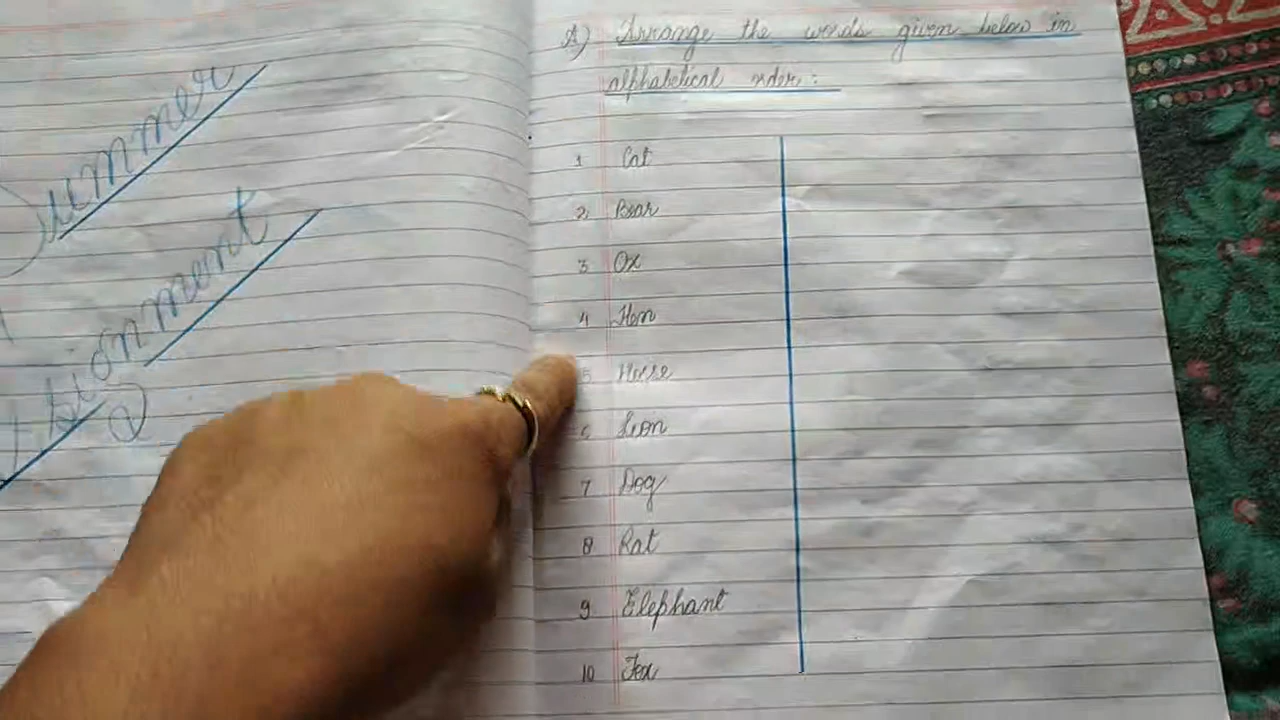 Summer
A) Arrange the words given below in
alphabetical order:
1 Cat
2 Bear
3 Ox
4 Hen
5 Horse
6 Lion
7 Dog
8 Rat
9 Elephant
10 Fox